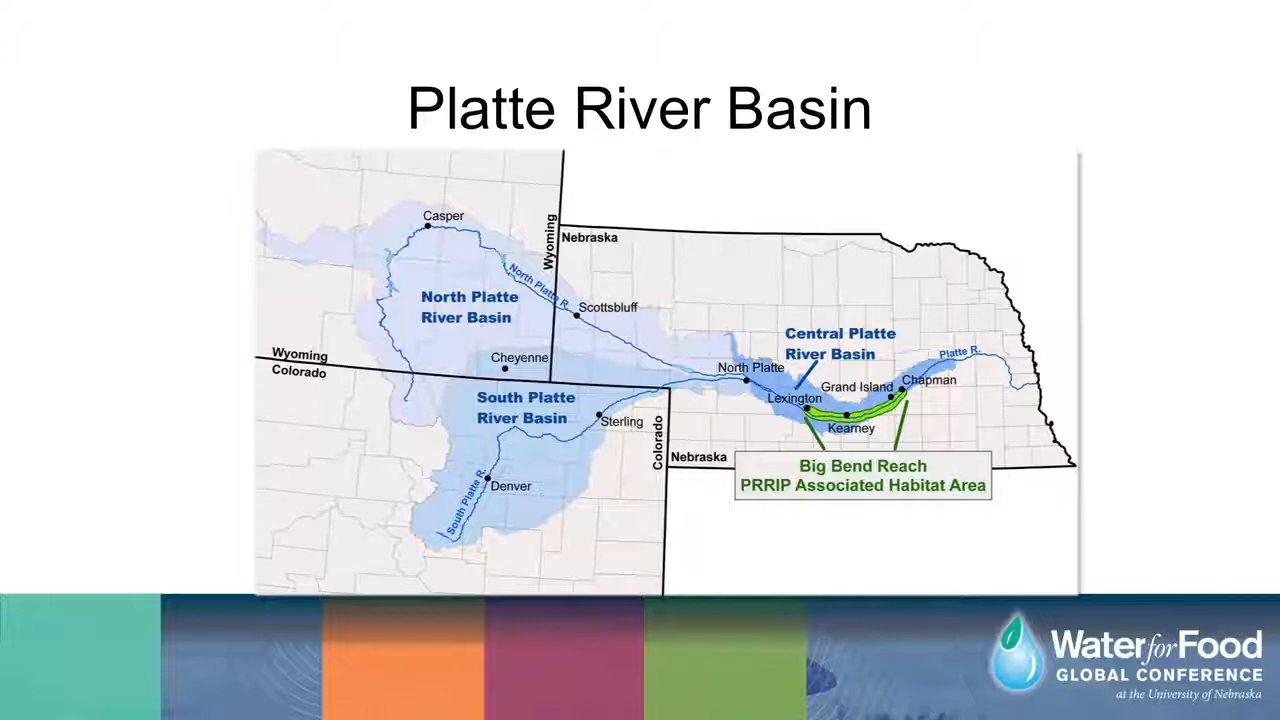 Platte River Basin
Casper
Wyoming
Nebraska
North Platte R.
North Platte
River Basin
Scottsbluff
Central Platte
River Basin
Platte R.
Wyoming
Colorado
Cheyenne
North Platte
Grand Island
Chapman
South Platte
River Basin
Lexington
Sterling
Kearney
Colorado
Nebraska
Big Bend Reach
PRRIP Associated Habitat Area
South Platte R.
Denver
Water for Food
GLOBAL CONFERENCE
at the University of Nebraska